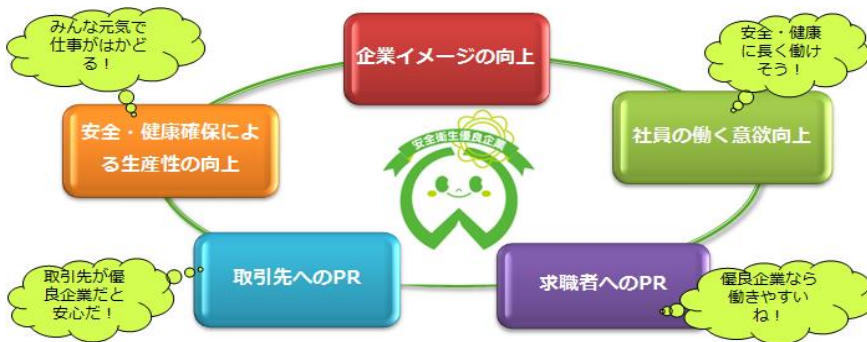 みんな元気で
仕事がはかど
る！
企業イメージの向上
安全・健康
に長く働け
そう！
安全・健康確保によ
る生産性の向上
安全衛生優良企業
社員の働く意欲向上
取引先へのPR
求職者へのPR
取引先が優
良企業だと
安心だ！
優良企業なら
働きやすい
ね！